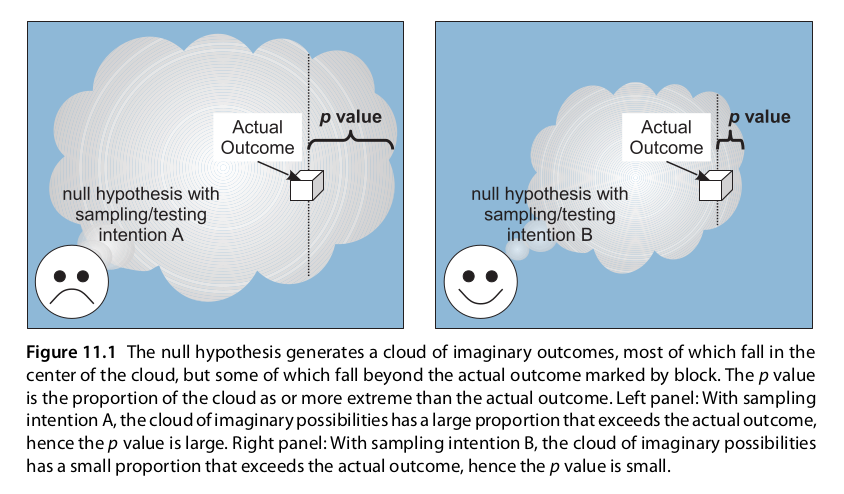 Actual
Outcome
p value
null hypothesis with
sampling/testing
intention A
Actual
Outcome
p value
null hypothesis with
sampling/testing
intention B
Figure 11.1 The null hypothesis generates a cloud of imaginary outcomes, most of which fall in the
center of the cloud, but some of which fall beyond the actual outcome marked by block. The p value
is the proportion of the cloud as or more extreme than the actual outcome. Left panel: With sampling
intention A, the cloud of imaginary possibilities has a large proportion that exceeds the actual outcome,
hence the p value is large. Right panel: With sampling intention B, the cloud of imaginary possibilities
has a small proportion that exceeds the actual outcome, hence the p value is small.